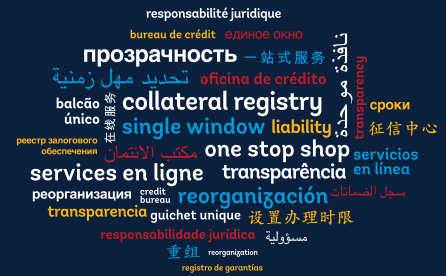 responsabilité juridique
bureau de crédit
единое окно
نافذة موحدة
прозрачность
一站式服务
transparency
تحديد مهل زمنية
oficina de crédito
balcão
único
在线服务
collateral registry
сроки
single window
liability
征信中心
реестр залогового
обеспечения
مكتب الائتمان
one stop shop
servicios
en línea
services en ligne
transparência
реорганизация
credit
bureau
reorganización
سجل الضمانات
transparencia
guichet unique
设置办理时限
responsabilidade jurídica
مسؤولية
重组
reorganization
registro de garantías